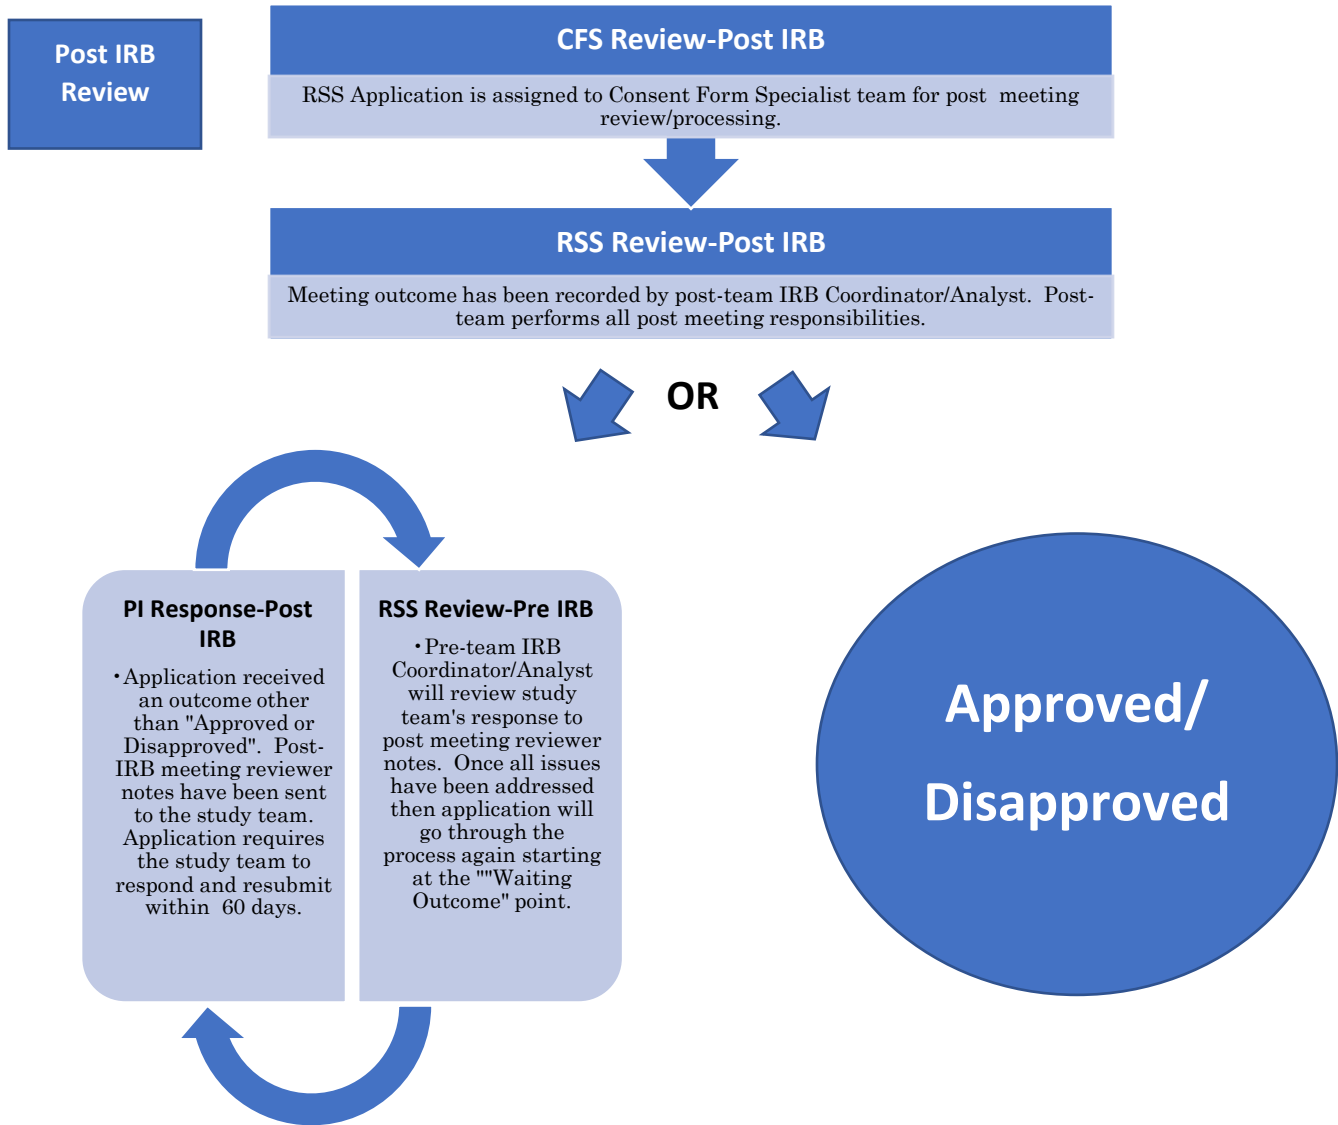 Post IRB
Review
CFS Review-Post IRB
RSS Application is assigned to Consent Form Specialist team for post  meeting
review/processing.
RSS Review-Post IRB
Meeting outcome has been recorded by post-team IRB Coordinator/Analyst.  Post-
team performs all post meeting responsibilities.
OR
PI Response-Post
IRB
•Application received
an outcome other
than "Approved or
Disapproved".  Post-
IRB meeting reviewer
notes have been sent
to the study team.
Application requires
the study team to
respond and resubmit
within  60 days.
RSS Review-Pre IRB
•Pre-team IRB
Coordinator/Analyst
will review study
team's response to
post meeting reviewer
notes.  Once all issues
have been addressed
then application will
go through the
process again starting
at the ""Waiting
Outcome" point.
Approved/
Disapproved